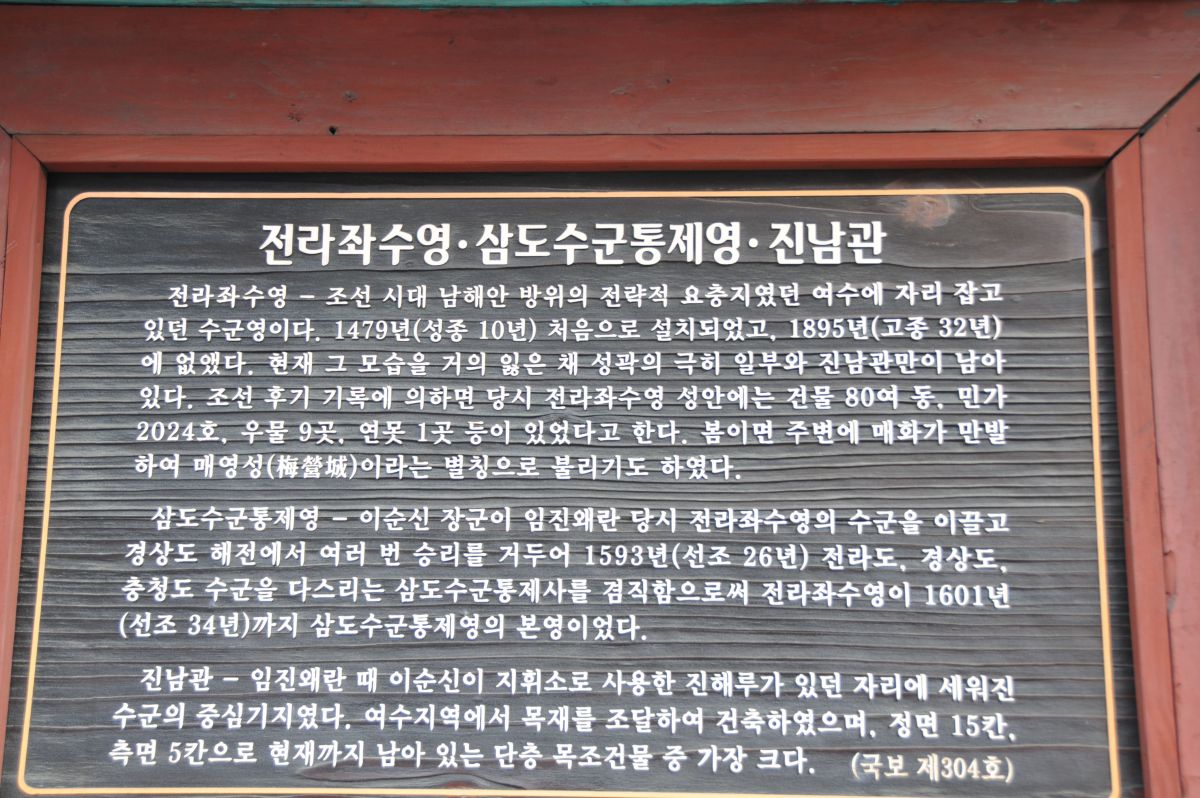 전라좌수영·삼도수군통제영·진남관
전라좌수영 – 조선 시대 남해안 방위의 전략적 요충지였던 여수에 자리 잡고
있던 수군영이다. 1479년(성종 10년) 처음으로 설치되었고, 1895년(고종 32년)
에 없앴다. 현재 그 모습을 거의 잃은 채 성곽의 극히 일부와 진남관만이 남아
있다. 조선 후기 기록에 의하면 당시 전라좌수영 성안에는 건물 80여 동, 민가
2024호, 우물 9곳, 연못 1곳 등이 있었다고 한다. 봄이면 주변에 매화가 만발
하여 매영성(梅營城)이라는 별칭으로 불리기도 하였다.
삼도수군통제영 – 이순신 장군이 임진왜란 당시 전라좌수영의 수군을 이끌고
경상도 해전에서 여러 번 승리를 거두어 1593년(선조 26년) 전라도, 경상도,
충청도 수군을 다스리는 삼도수군통제사를 겸직함으로써 전라좌수영이 1601년
(선조 34년)까지 삼도수군통제영의 본영이었다.
진남관 – 임진왜란 때 이순신이 지휘소로 사용한 진해루가 있던 자리에 세워진
수군의 중심기지였다. 여수지역에서 목재를 조달하여 건축하였으며, 정면 15칸,
측면 5칸으로 현재까지 남아 있는 단층 목조건물 중 가장 크다. (국보 제304호)